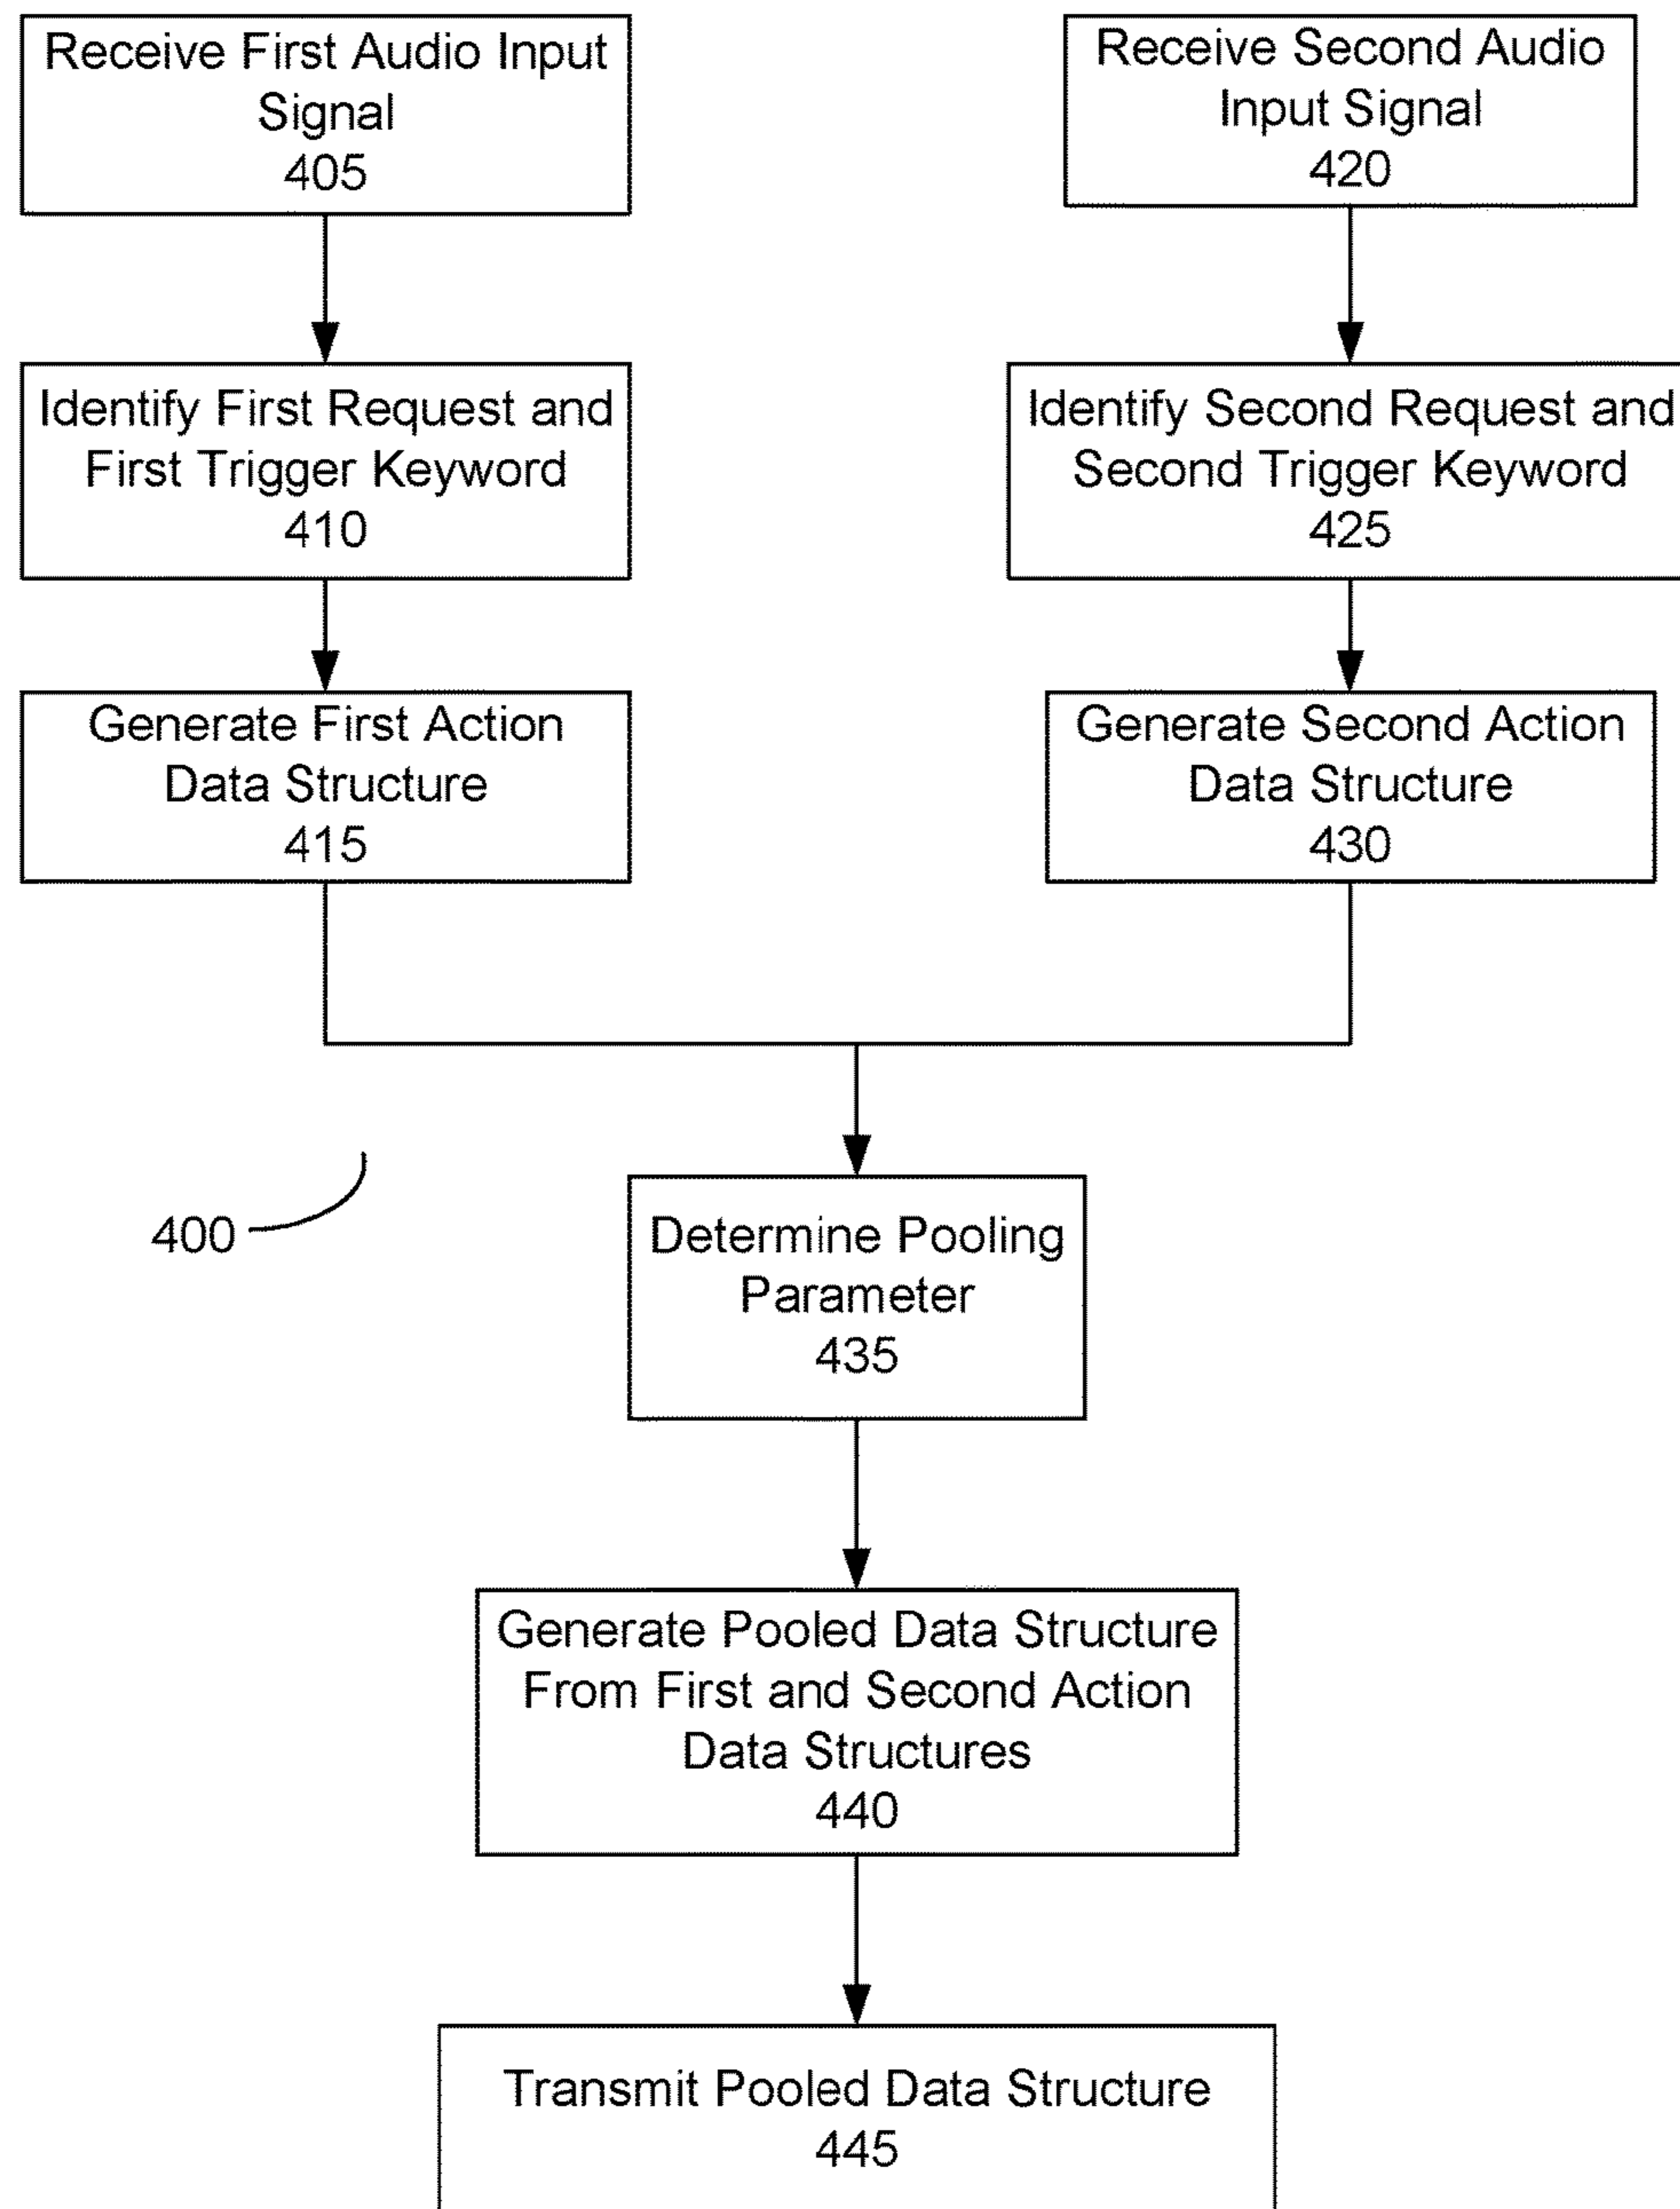 Receive First Audio Input
Signal
405
Receive Second Audio
Input Signal
420
Identify First Request and
First Trigger Keyword
410
Identify Second Request and
Second Trigger Keyword
425
Generate First Action
Data Structure
415
Generate Second Action
Data Structure
430
400
Determine Pooling
Parameter
435
Generate Pooled Data Structure
From First and Second Action
Data Structures
440
Transmit Pooled Data Structure
445